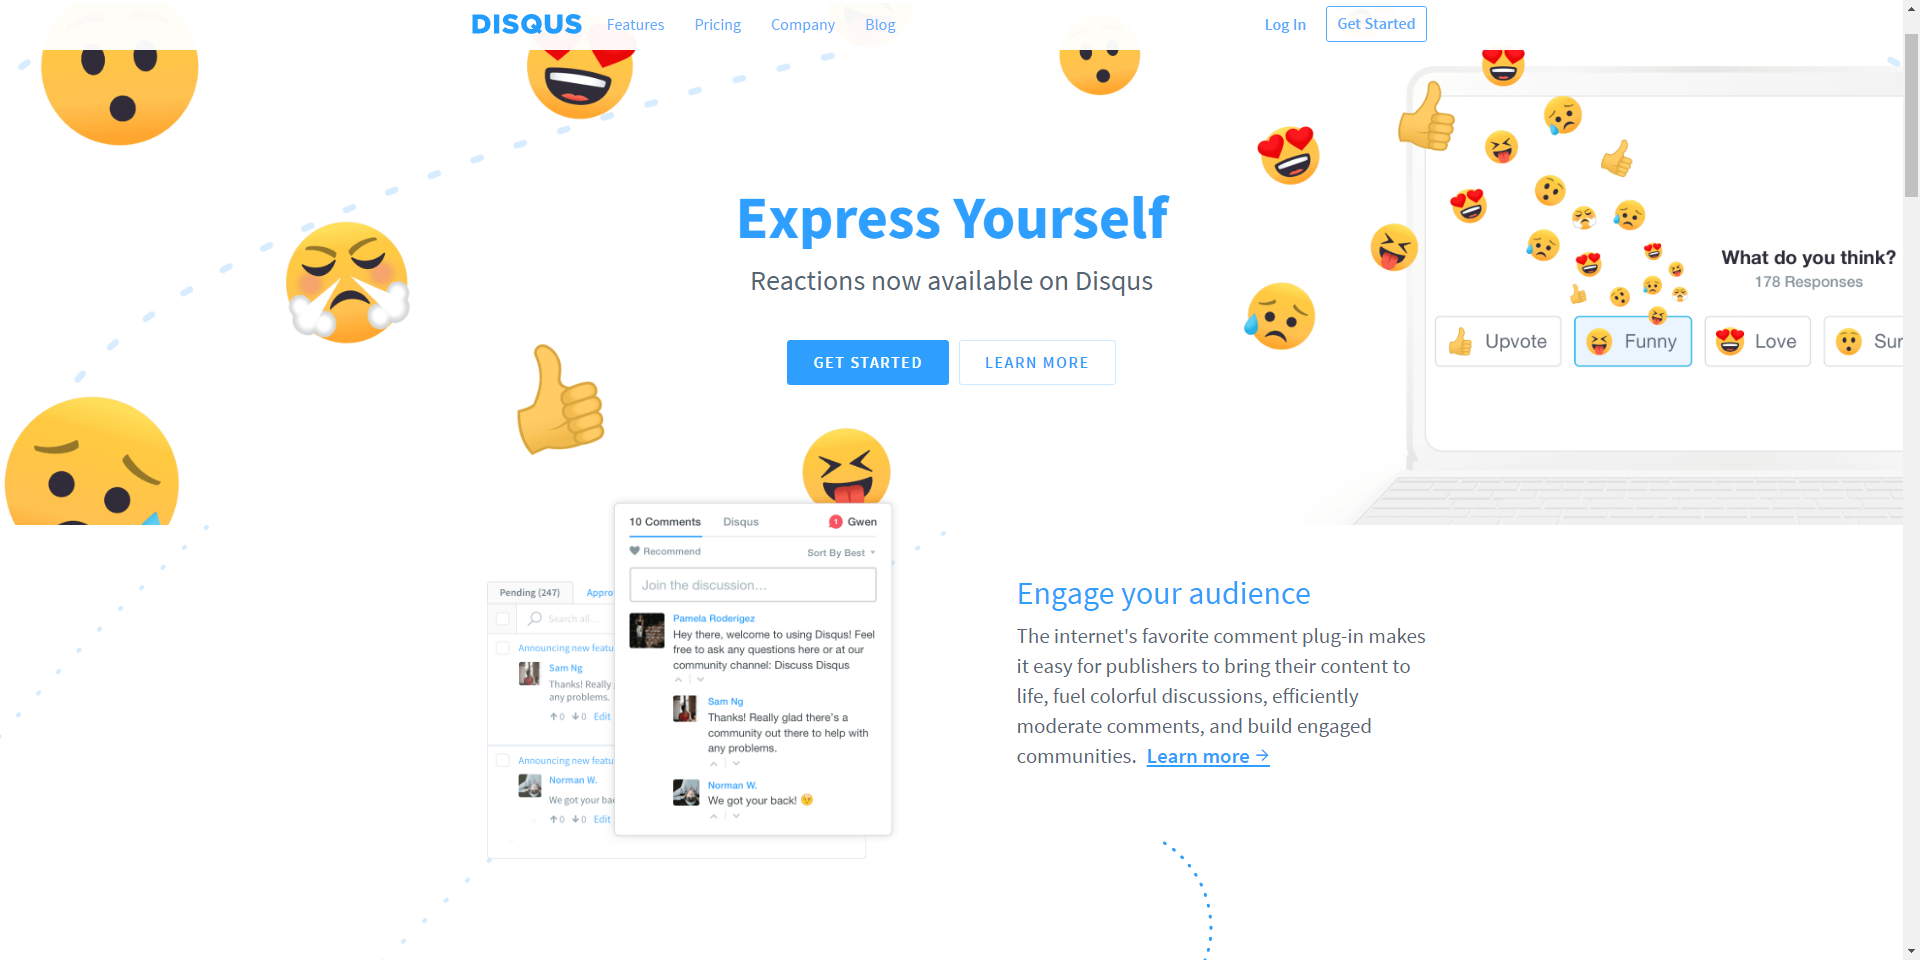 DISQUS Features Pricing Company Blog Log In Get Started
Express Yourself
Reactions now available on Disqus
GET STARTED LEARN MORE
What do you think?
178 Responses
Upvote Funny Love Sur
10 Comments Disqus 1 Gwen
Recommend Sort By Best
Join the discussion...
Pamela Roderigez
Hey there, welcome to using Disqus! Feel
free to ask any questions here or at our
community channel: Discuss Disqus
Sam Ng
Thanks! Really glad there's a
community out there to help with
any problems.
Norman W.
We got your back!
Pending (247) Appro
Search all...
Announcing new featu
Sam Ng
Thanks! Really
any problems.
0 0 Edit
Announcing new featu
Norman W.
We got your bac
0 0 Edit
Engage your audience
The internet's favorite comment plug-in makes
it easy for publishers to bring their content to
life, fuel colorful discussions, efficiently
moderate comments, and build engaged
communities. Learn more →